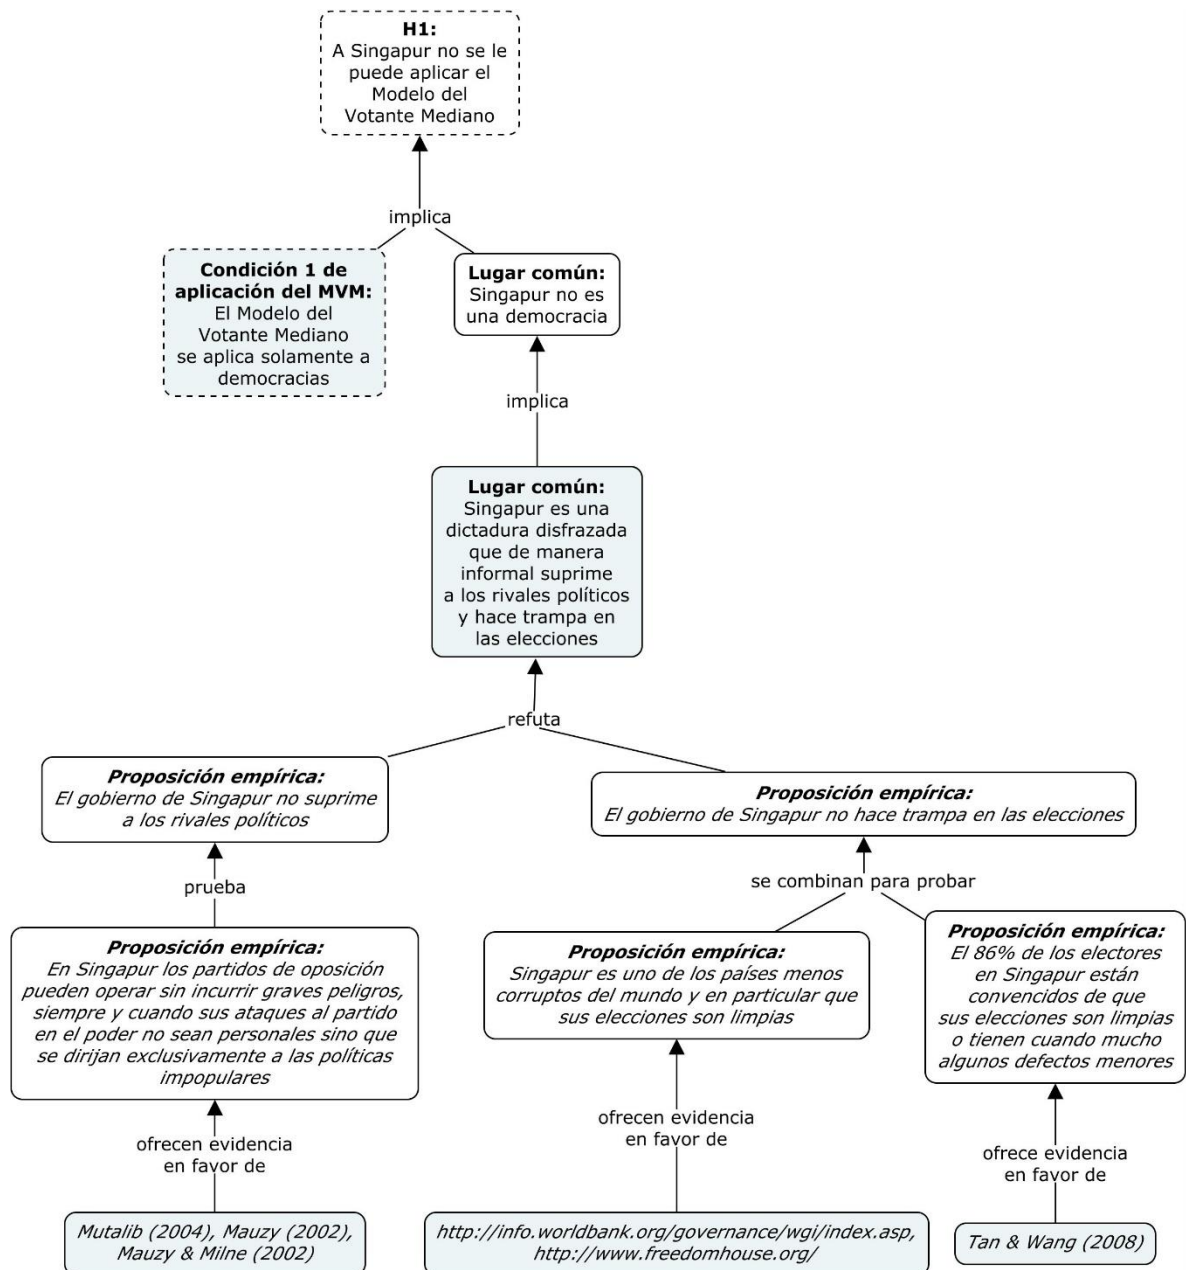 H1:
A Singapur no se le
puede aplicar el
Modelo del
Votante Mediano
implica
Condición 1 de
aplicación del MVM:
El Modelo del
Votante Mediano
se aplica solamente a
democracias
Lugar común:
Singapur no es
una democracia
implica
Lugar común:
Singapur es una
dictadura disfrazada
que de manera
informal suprime
a los rivales políticos
y hace trampa en
las elecciones
refuta
Proposición empírica:
El gobierno de Singapur no suprime
a los rivales políticos
Proposición empírica:
El gobierno de Singapur no hace trampa en las elecciones
prueba
se combinan para probar
Proposición empírica:
En Singapur los partidos de oposición
pueden operar sin incurrir graves peligros,
siempre y cuando sus ataques al partido
en el poder no sean personales sino que
se dirijan exclusivamente a las políticas
impopulares
Proposición empírica:
Singapur es uno de los países menos
corruptos del mundo y en particular que
sus elecciones son limpias
Proposición empírica:
El 86% de los electores
en Singapur están
convencidos de que
sus elecciones son limpias
o tienen cuando mucho
algunos defectos menores
ofrecen evidencia
en favor de
ofrecen evidencia
en favor de
ofrece evidencia
en favor de
Mutalib (2004), Mauzy (2002),
Mauzy & Milne (2002)
http://info.worldbank.org/governance/wgi/index.asp,
http://www.freedomhouse.org/
Tan & Wang (2008)